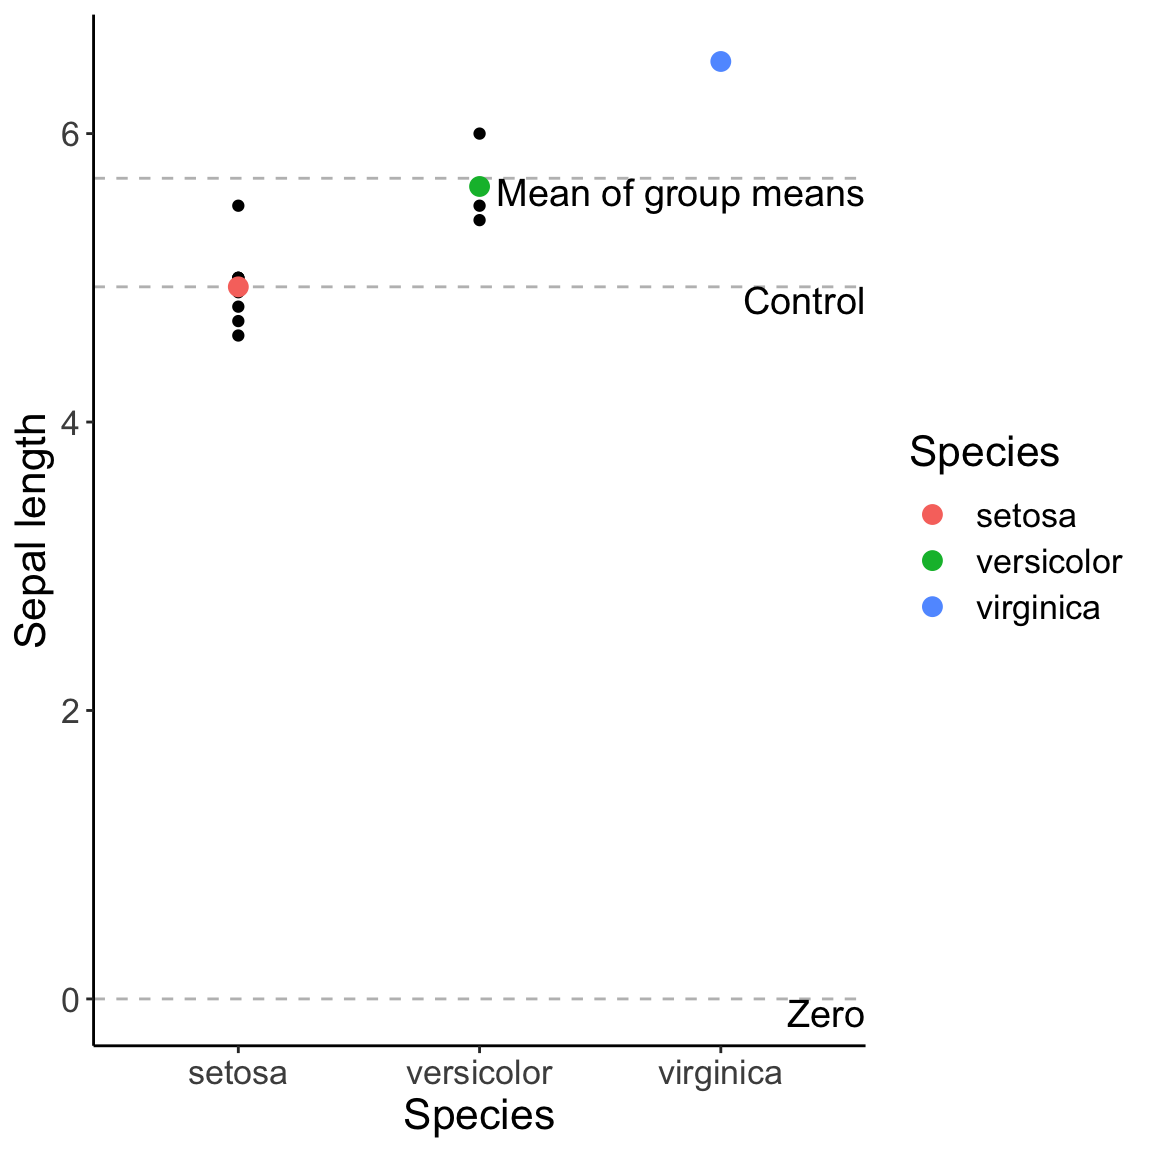 6
Mean of group means
Control
4
2
0
Zero
Sepal length
setosa
versicolor
virginica
Species
Species
setosa
versicolor
virginica